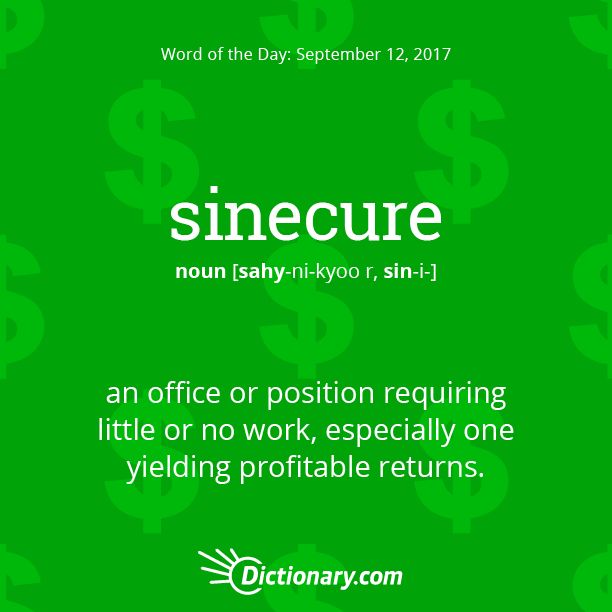 Word of the Day: September 12, 2017
sinecure
noun [sahy-ni-kyoo r, sin-i-]
an office or position requiring
little or no work, especially one
yielding profitable returns.
Dictionary.com